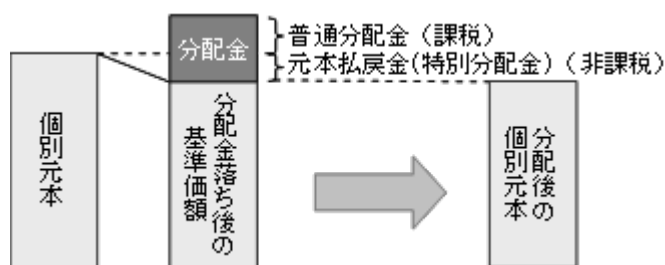 分配金
普通分配金（課税）
元本払戻金(特別分配金)（非課税）
個別元本
分配金落ち後の
基準価額
分配後の
個別元本